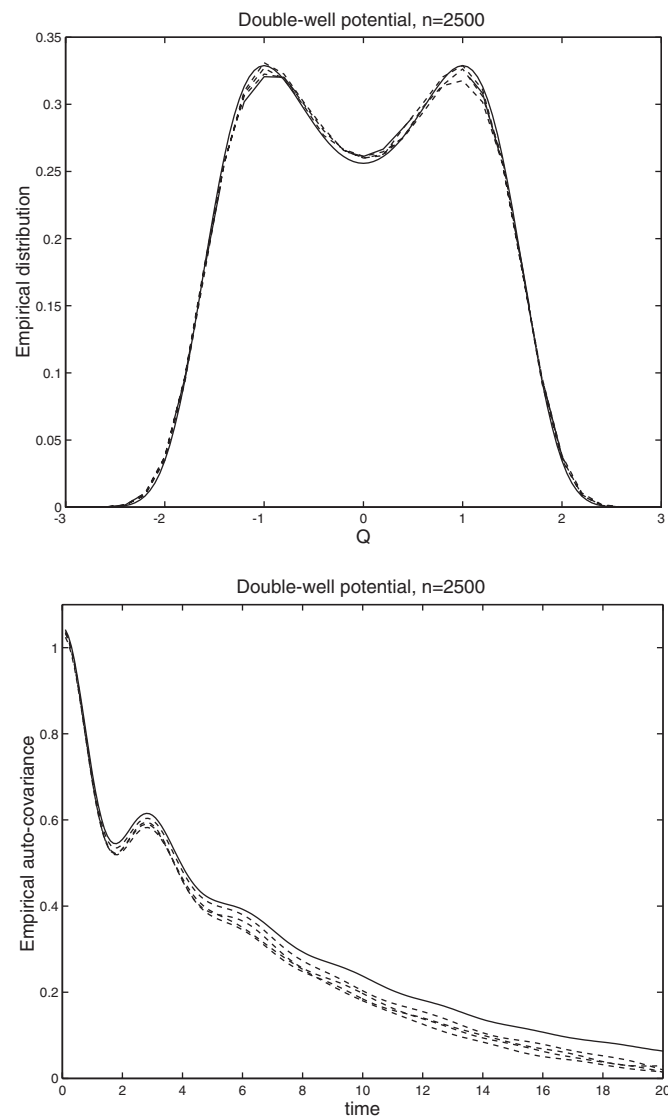 Double-well potential, n=2500
0.35
0.3
0.25
0.2
0.15
0.1
0.05
0
Empirical distribution
-3 -2 -1 0 1 2 3
Q
Double-well potential, n=2500
1
0.8
0.6
0.4
0.2
0
Empirical auto-covariance
0 2 4 6 8 10 12 14 16 18 20
time